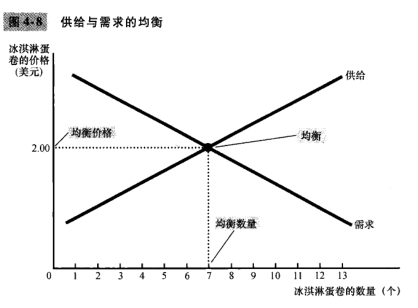 图4-8 供给与需求的均衡
冰淇淋蛋
卷的价格
(美元)
供给
均衡价格
均衡
2.00
均衡数量
需求
0 1 2 3 4 5 6 7 8 9 10 11 12 13
冰淇淋蛋卷的数量(个)